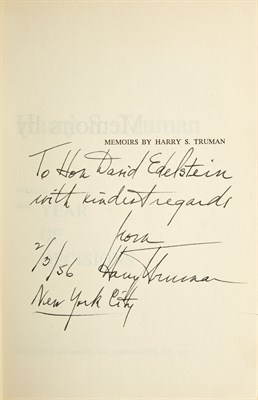 MEMOIRS BY HARRY S. TRUMAN
To Hon David Edelstein
with kindest regards
from
2/3/56 Harry Truman
New York City